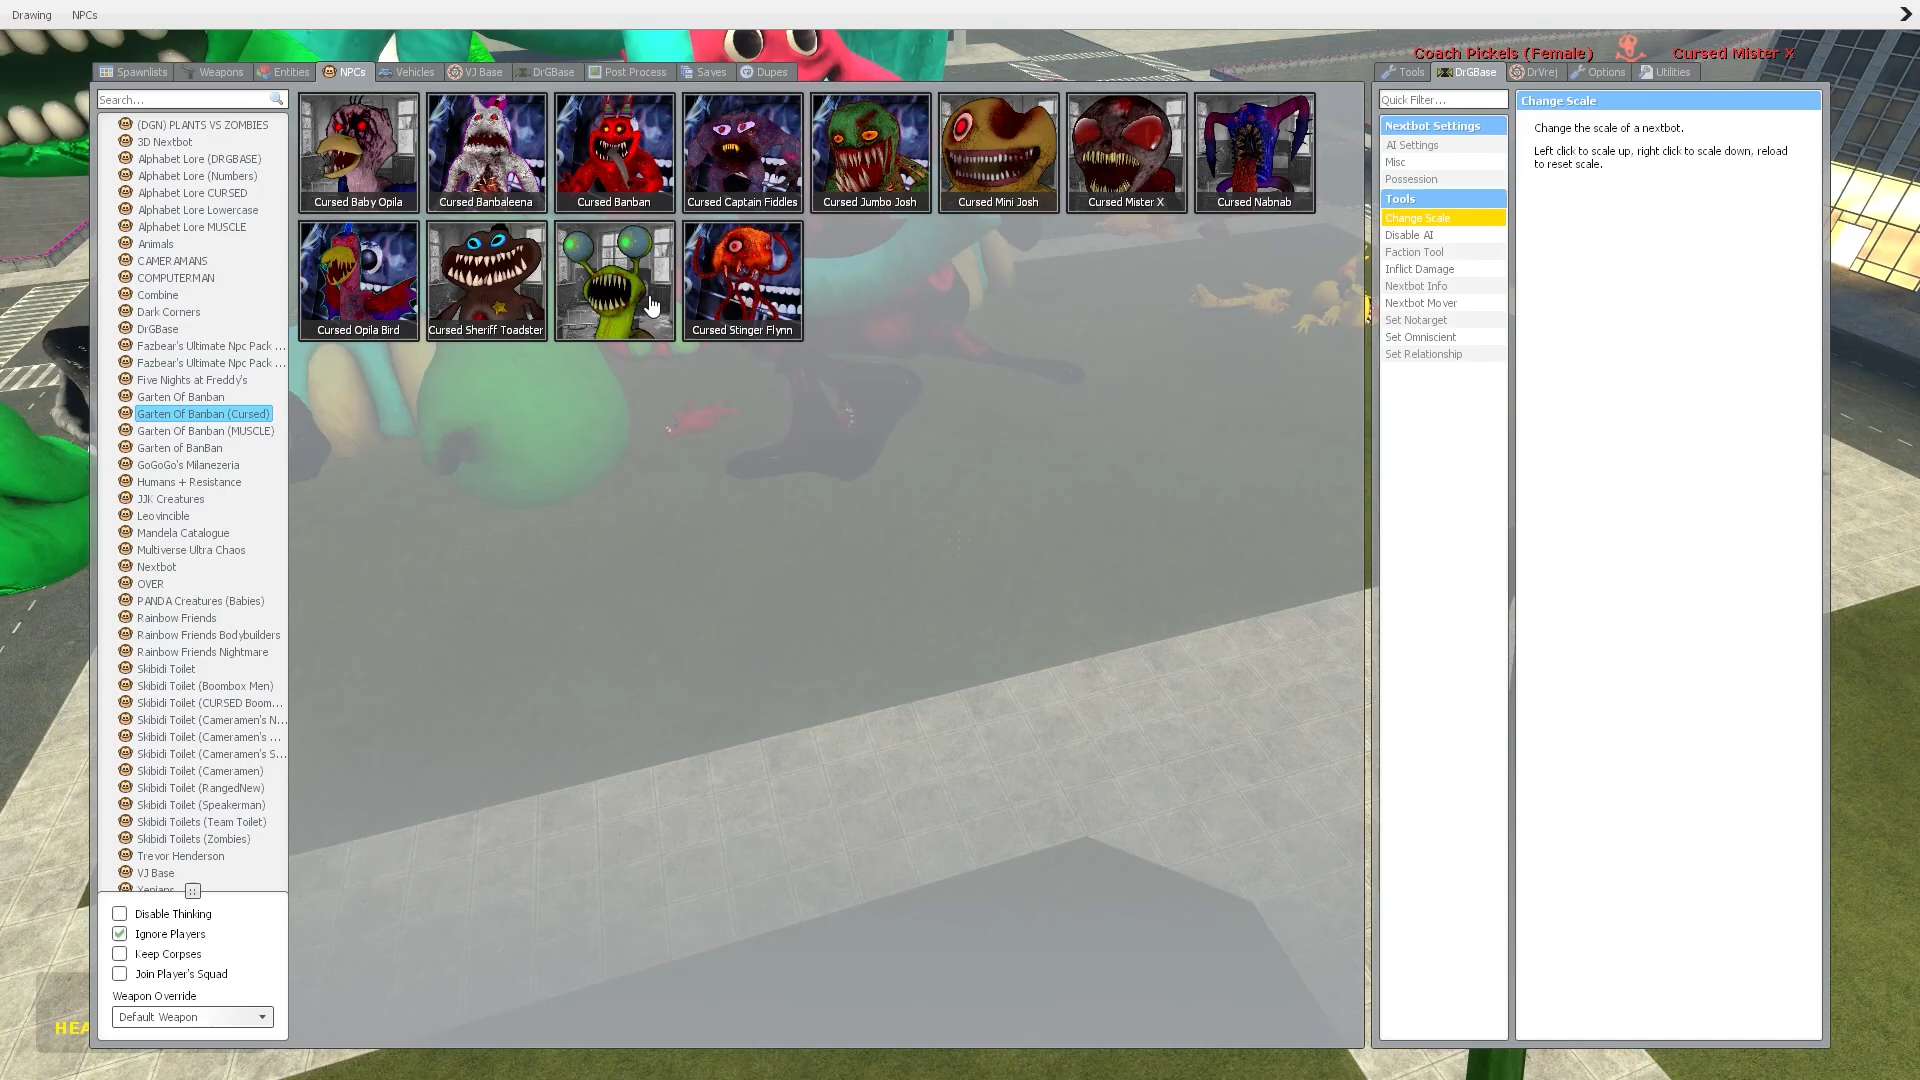 Drawing NPCs
Coach Pickels (Female) Cursed Mister X
Spawnlists Weapons Entities NPCs Vehicles VJ Base DrGBase Post Process Saves Dupes
Tools DrGBase DrVrej Options Utilities
Search...
(DGN) PLANTS VS ZOMBIES
3D Nextbot
Alphabet Lore (DRGBASE)
Alphabet Lore (Numbers)
Alphabet Lore CURSED
Alphabet Lore Lowercase
Alphabet Lore MUSCLE
Animals
CAMERAMANS
COMPUTERMAN
Combine
Dark Corners
DrGBase
Fazbear's Ultimate Npc Pack ...
Fazbear's Ultimate Npc Pack ...
Five Nights at Freddy's
Garten Of Banban
Garten Of Banban (Cursed)
Garten Of Banban (MUSCLE)
Garten of BanBan
GoGoGo's Milanezeria
Humans + Resistance
JJK Creatures
Leovincible
Mandela Catalogue
Multiverse Ultra Chaos
Nextbot
OVER
PANDA Creatures (Babies)
Rainbow Friends
Rainbow Friends Bodybuilders
Rainbow Friends Nightmare
Skibidi Toilet
Skibidi Toilet (Boombox Men)
Skibidi Toilet (CURSED Boom...
Skibidi Toilet (Cameramen's N...
Skibidi Toilet (Cameramen's ...
Skibidi Toilet (Cameramen's S...
Skibidi Toilet (Cameramen)
Skibidi Toilet (RangedNew)
Skibidi Toilet (Speakerman)
Skibidi Toilets (Team Toilet)
Skibidi Toilets (Zombies)
Trevor Henderson
VJ Base
Xenians
Disable Thinking
Ignore Players
Keep Corpses
Join Player's Squad
Weapon Override
Default Weapon
HEA
Cursed Baby Opila Cursed Banbaleena Cursed Banban Cursed Captain Fiddles Cursed Jumbo Josh Cursed Mini Josh Cursed Mister X Cursed Nabnab
Cursed Opila Bird Cursed Sheriff Toadster Cursed Stinger Flynn
Quick Filter...
Nextbot Settings
AI Settings
Misc
Possession
Tools
Change Scale
Disable AI
Faction Tool
Inflict Damage
Nextbot Info
Nextbot Mover
Set Notarget
Set Omniscient
Set Relationship
Change Scale
Change the scale of a nextbot.
Left click to scale up, right click to scale down, reload
to reset scale.